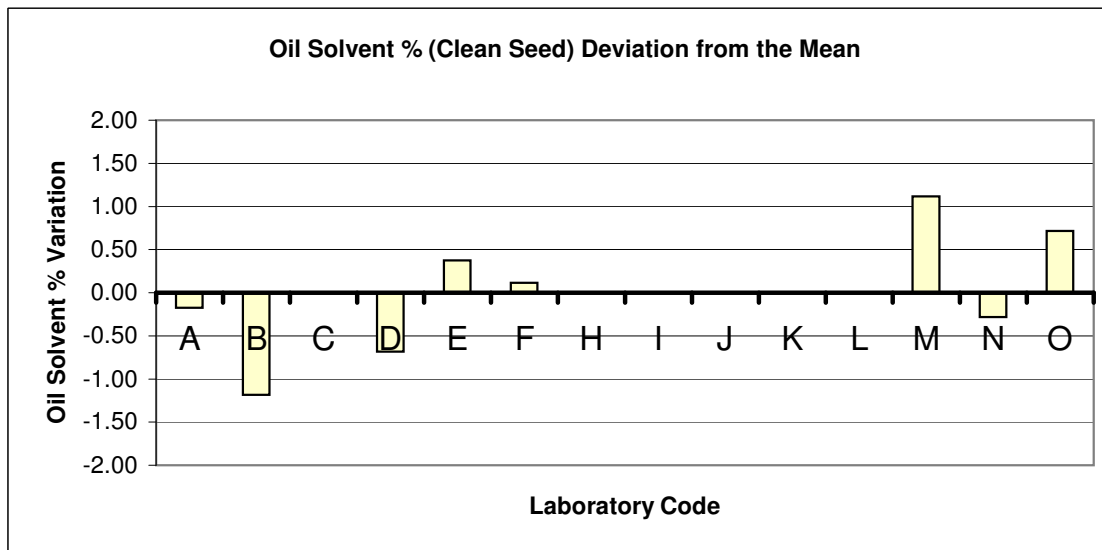 Oil Solvent % (Clean Seed) Deviation from the Mean
Oil Solvent % Variation
2.00
1.50
1.00
0.50
0.00
-0.50
-1.00
-1.50
-2.00
A B C D E F H I J K L M N O
Laboratory Code